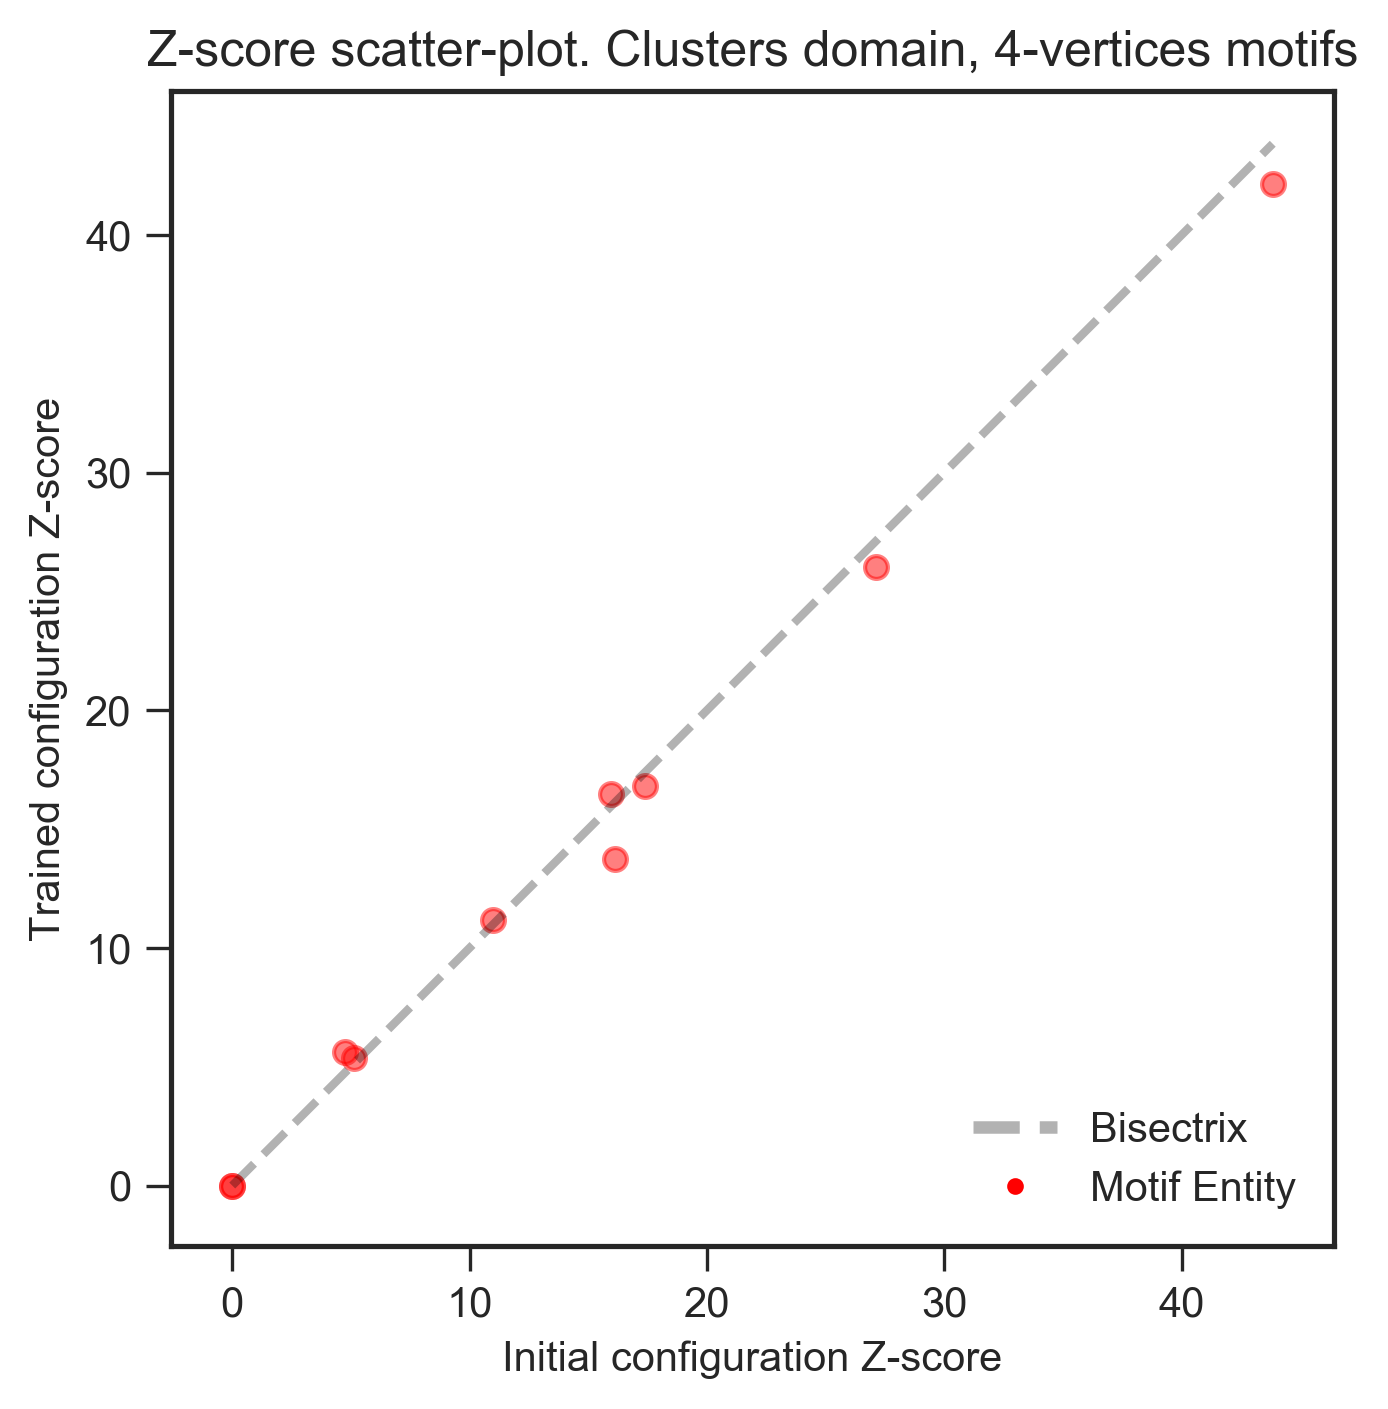 Z-score scatter-plot. Clusters domain, 4-vertices motifs
Trained configuration Z-score
40
30
20
10
0
Bisectrix
Motif Entity
0 10 20 30 40
Initial configuration Z-score